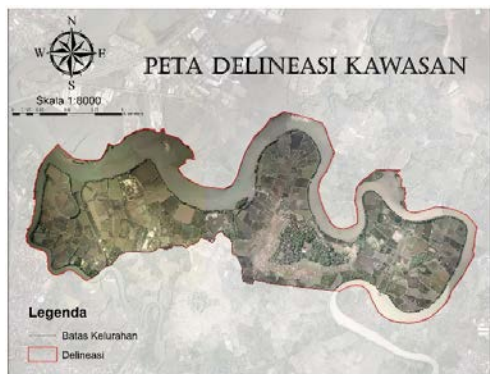 N
W E
S
PETA DELINEASI KAWASAN
Skala 1:8000
Legenda
Batas Kelurahan
Delineasi